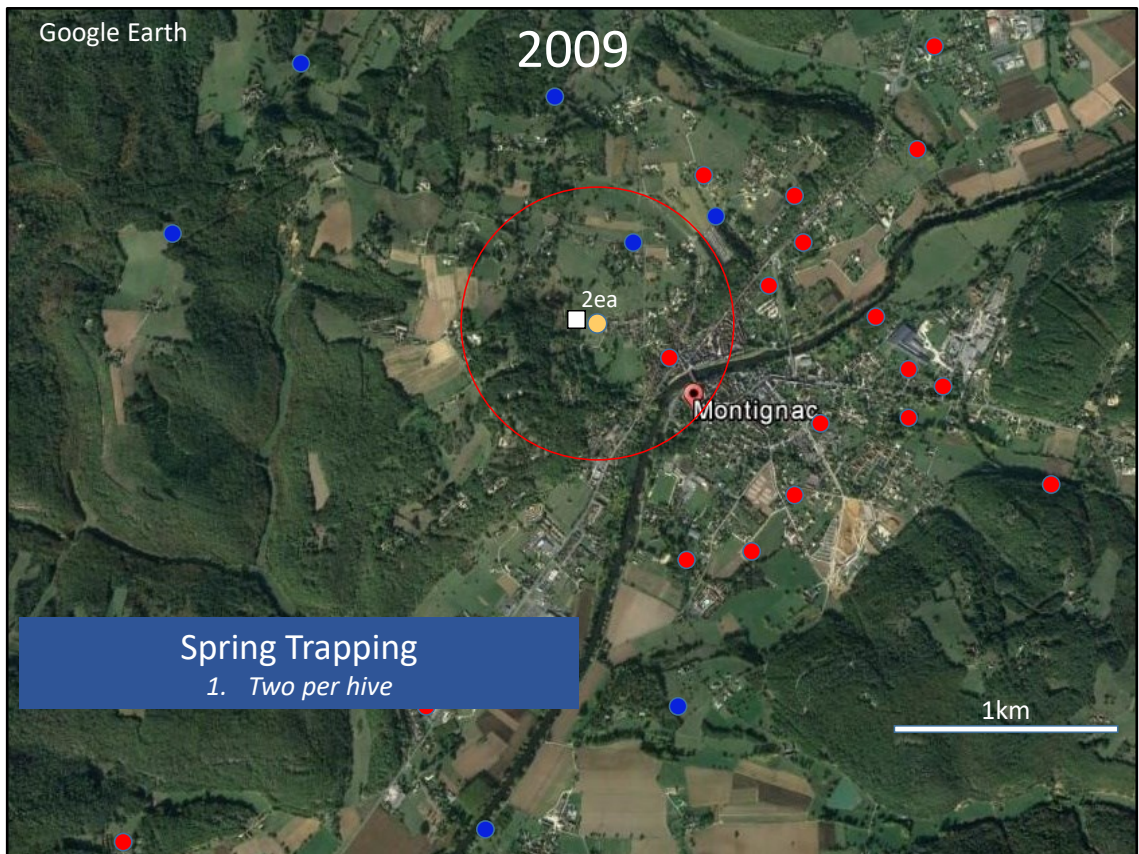 Google Earth
2009
2ea
Montignac
Spring Trapping
1. Two per hive
1km